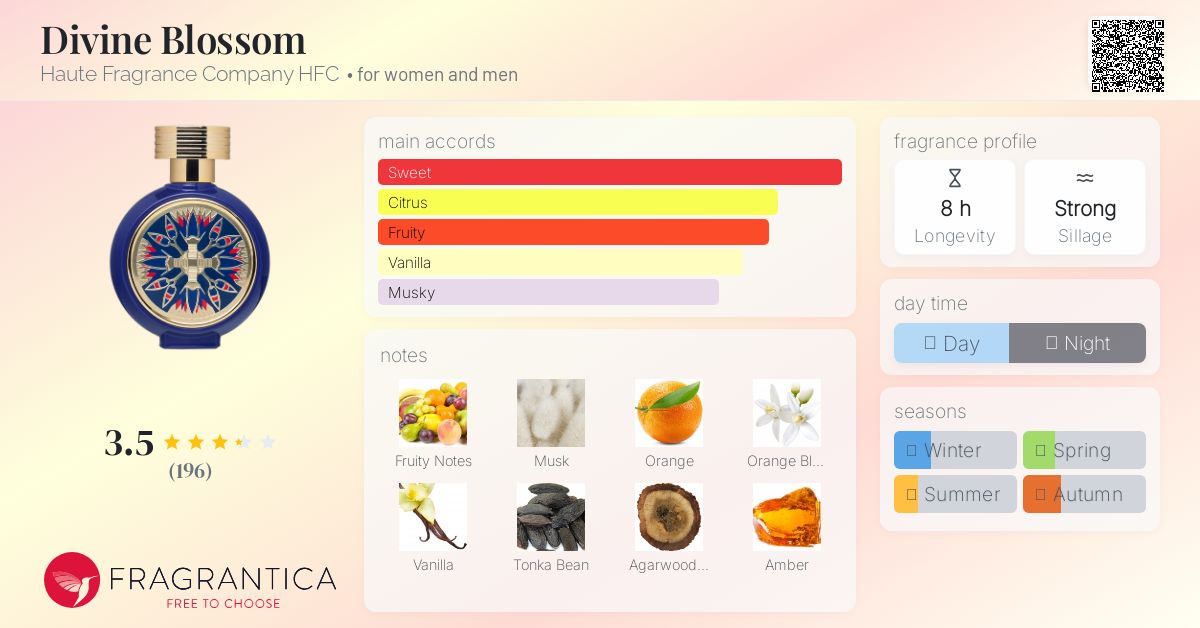 Divine Blossom
Haute Fragrance Company HFC • for women and men
3.5
(196)
FRAGRANTICA
FREE TO CHOOSE
main accords
Sweet
Citrus
Fruity
Vanilla
Musky
notes
Fruity Notes Musk Orange Orange Bl...
Vanilla Tonka Bean Agarwood... Amber
fragrance profile
8 h Strong
Longevity Sillage
day time
Day Night
seasons
Winter Spring
Summer Autumn